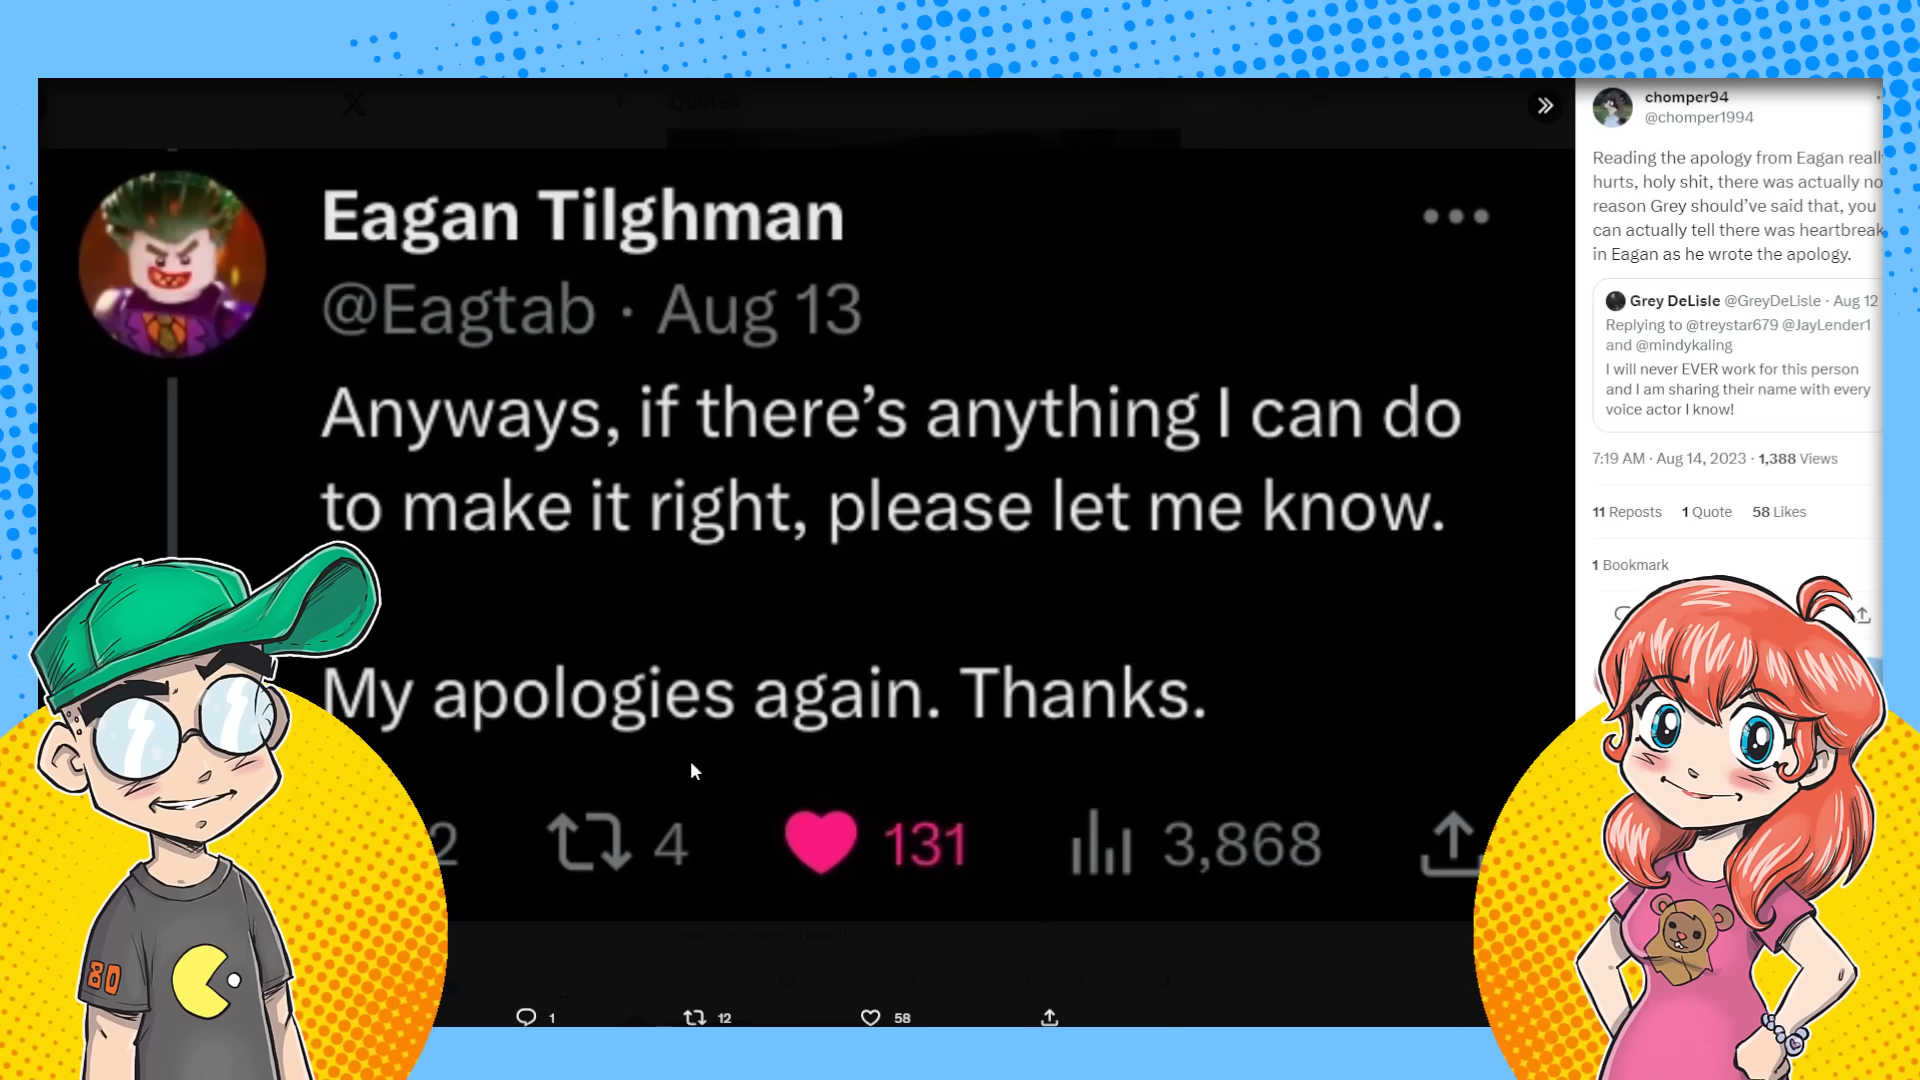 Quotes
Eagan Tilghman
@Eagtab · Aug 13
Anyways, if there's anything I can do
to make it right, please let me know.
My apologies again. Thanks.
2 4 131 3,868
1 12 58
chomper94
@chomper1994
Reading the apology from Eagan reall
hurts, holy shit, there was actually no
reason Grey should've said that, you
can actually tell there was heartbreak
in Eagan as he wrote the apology.
Grey DeLisle @GreyDeLisle · Aug 12
Replying to @treystar679 @JayLender1
and @mindykaling
I will never EVER work for this person
and I am sharing their name with every
voice actor I know!
7:19 AM · Aug 14, 2023 · 1,388 Views
11 Reposts 1 Quote 58 Likes
1 Bookmark
80